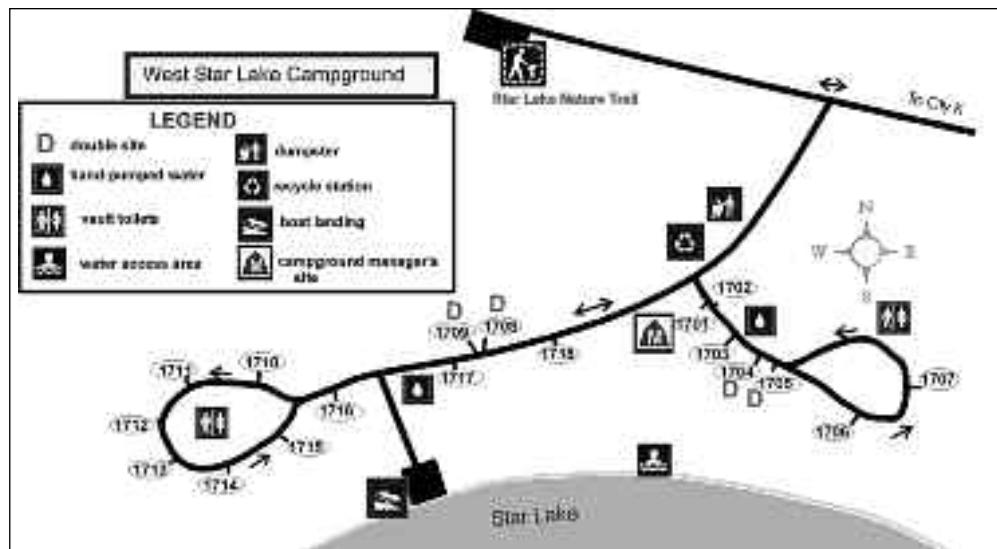 West Star Lake Campground
Star Lake Nature Trail
To Cty K
LEGEND
D double site
hand pumped water
vault toilets
water access area
dumpster
recycle station
boat landing
campground manager's
site
N
W E
S
1702
1701
1703
1704
1705
D D
1706
1707
D D
1709 1708
1718
1717
1716
1710
1711
1712
1713
1714
1715
Star Lake